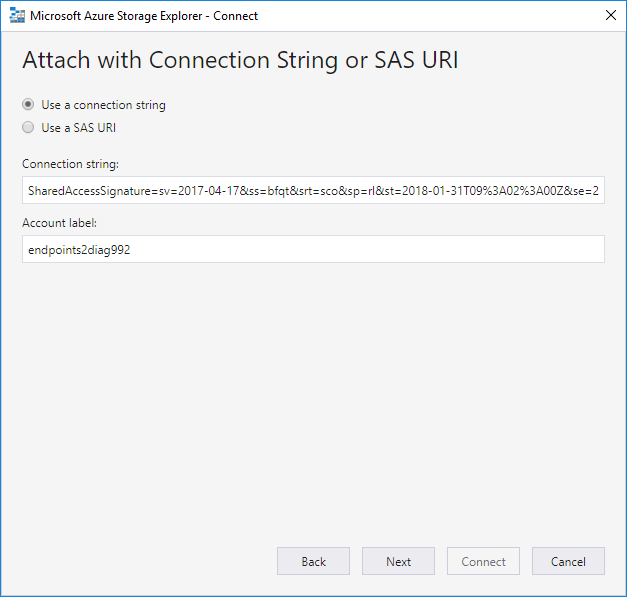 Microsoft Azure Storage Explorer - Connect
Attach with Connection String or SAS URI
Use a connection string
Use a SAS URI
Connection string:
SharedAccessSignature=sv=2017-04-17&ss=bfqt&srt=sco&sp=rl&st=2018-01-31T09%3A02%3A00Z&se=2
Account label:
endpoints2diag992
Back Next Connect Cancel